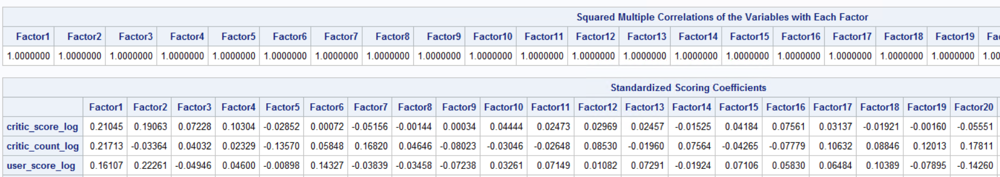 Squared Multiple Correlations of the Variables with Each Factor
Factor1 Factor2 Factor3 Factor4 Factor5 Factor6 Factor7 Factor8 Factor9 Factor10 Factor11 Factor12 Factor13 Factor14 Factor15 Factor16 Factor17 Factor18 Factor19 Fa
1.0000000 1.0000000 1.0000000 1.0000000 1.0000000 1.0000000 1.0000000 1.0000000 1.0000000 1.0000000 1.0000000 1.0000000 1.0000000 1.0000000 1.0000000 1.0000000 1.0000000 1.0000000 1.0000000 1.00
Standardized Scoring Coefficients
Factor1 Factor2 Factor3 Factor4 Factor5 Factor6 Factor7 Factor8 Factor9 Factor10 Factor11 Factor12 Factor13 Factor14 Factor15 Factor16 Factor17 Factor18 Factor19 Factor20
critic_score_log 0.21045 0.19063 0.07228 0.10304 -0.02852 0.00072 -0.05156 -0.00144 0.00034 0.04444 0.02473 0.02969 0.02457 -0.01525 0.04184 0.07561 0.03137 -0.01921 -0.00160 -0.05551
critic_count_log 0.21713 -0.03364 0.04032 0.02329 -0.13570 0.05848 0.16820 0.04646 -0.08023 -0.03046 -0.02648 0.08530 -0.01960 0.07564 -0.04265 -0.07779 0.10632 0.08846 0.12013 0.17811
user_score_log 0.16107 0.22261 -0.04946 0.04600 -0.00898 0.14327 -0.03839 -0.03458 -0.07238 0.03261 0.07149 0.01082 0.07291 -0.01924 0.07106 0.05830 0.06484 0.10389 -0.07895 -0.14260